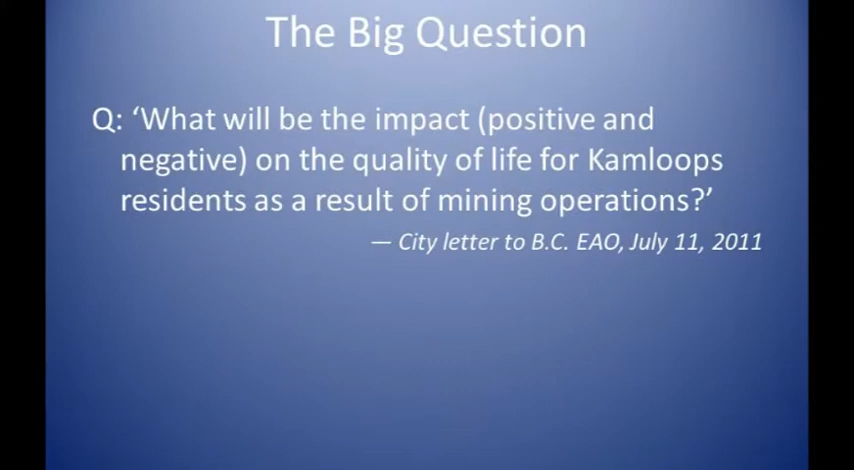 The Big Question
Q: ‘What will be the impact (positive and
negative) on the quality of life for Kamloops
residents as a result of mining operations?’
— City letter to B.C. EAO, July 11, 2011